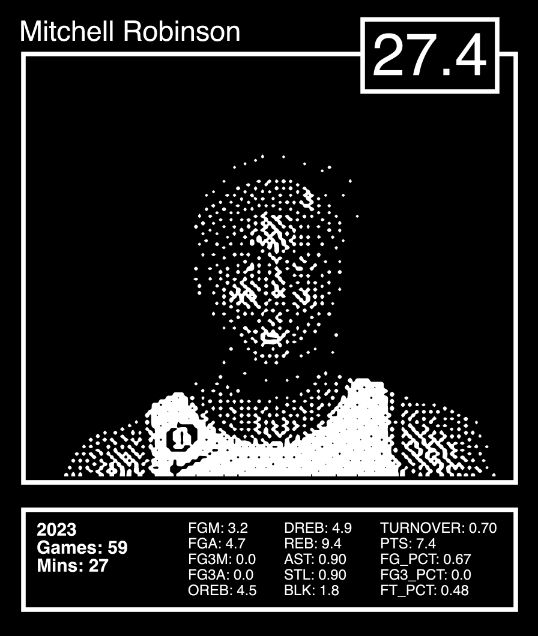 Mitchell Robinson
27.4
2023
Games: 59
Mins: 27
FGM: 3.2
FGA: 4.7
FG3M: 0.0
FG3A: 0.0
OREB: 4.5
DREB: 4.9
REB: 9.4
AST: 0.90
STL: 0.90
BLK: 1.8
TURNOVER: 0.70
PTS: 7.4
FG_PCT: 0.67
FG3_PCT: 0.0
FT_PCT: 0.48